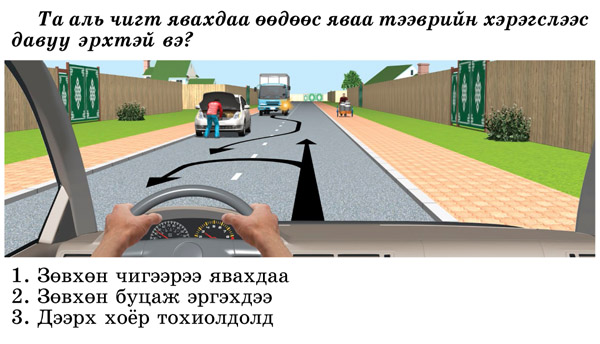 Та аль чигт явахдаа өөдөөс яваа тээврийн хэрэгслээс
давуу эрхтэй вэ?
1. Зөвхөн чигээрээ явахдаа
2. Зөвхөн буцаж эргэхдээ
3. Дээрх хоёр тохиолдолд